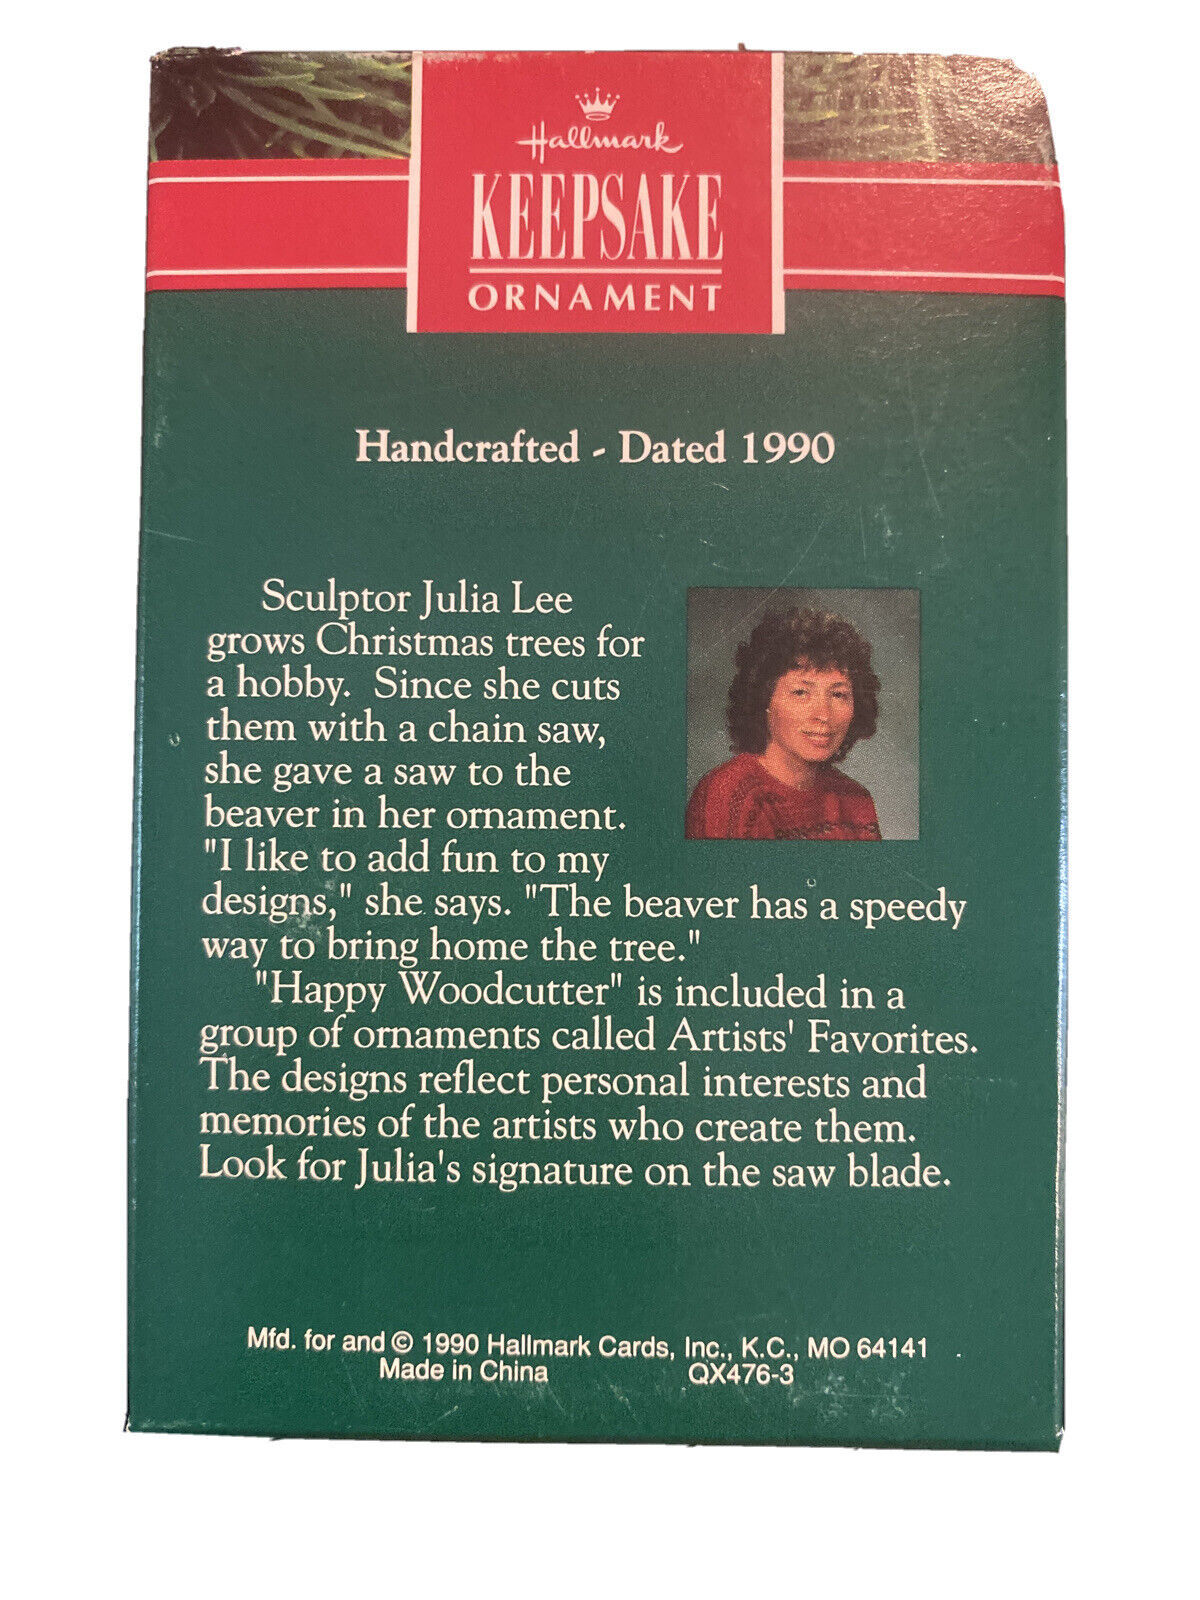 Hallmark
KEEPSAKE
ORNAMENT
Handcrafted - Dated 1990
Sculptor Julia Lee
grows Christmas trees for
a hobby. Since she cuts
them with a chain saw,
she gave a saw to the
beaver in her ornament.
"I like to add fun to my
designs," she says. "The beaver has a speedy
way to bring home the tree."
"Happy Woodcutter" is included in a
group of ornaments called Artists' Favorites.
The designs reflect personal interests and
memories of the artists who create them.
Look for Julia's signature on the saw blade.
Mfd. for and © 1990 Hallmark Cards, Inc., K.C., MO 64141
Made in China QX476-3